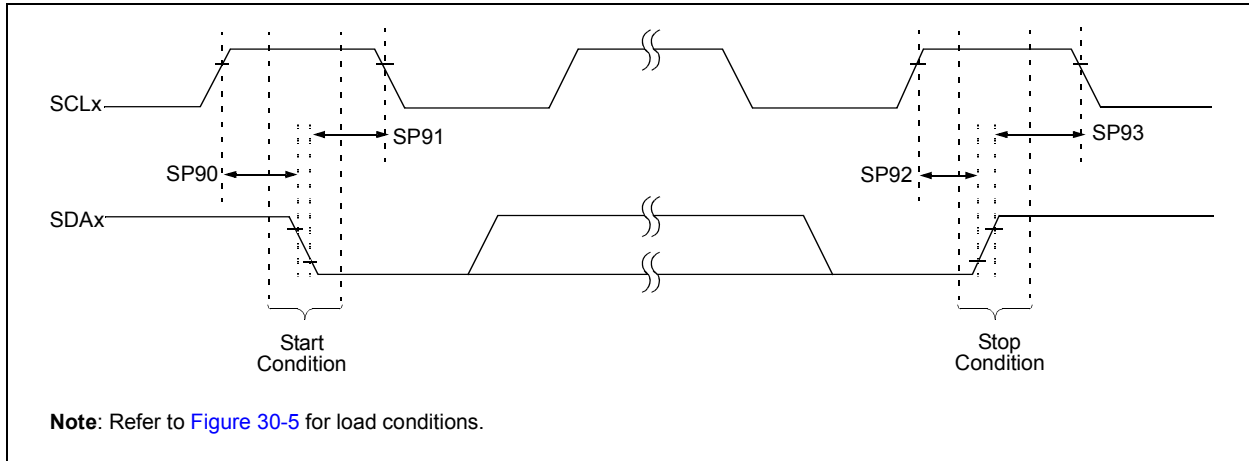 SCLx
SP91
SP93
SP90
SP92
SDAx
Start
Condition
Stop
Condition
Note: Refer to Figure 30-5 for load conditions.